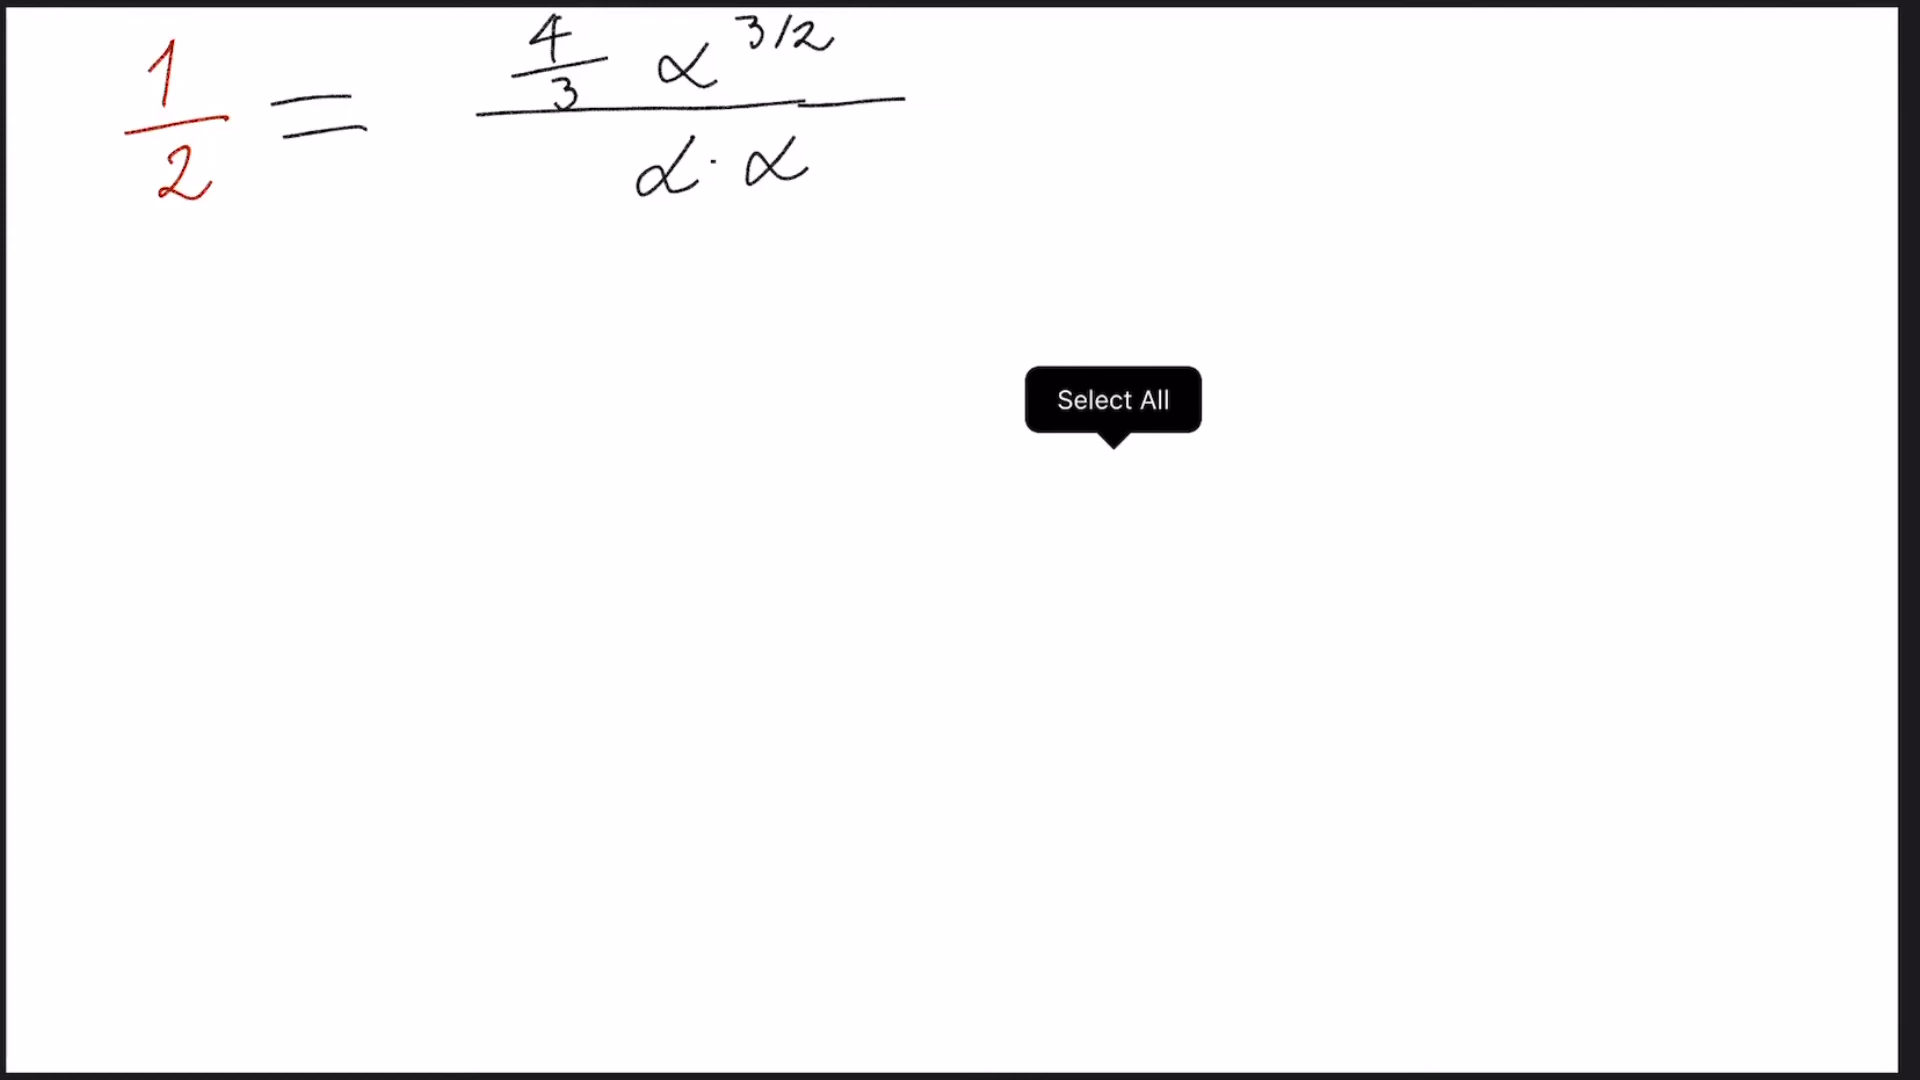 1/2 = 4/3 α^3/2 / α · α
Select All